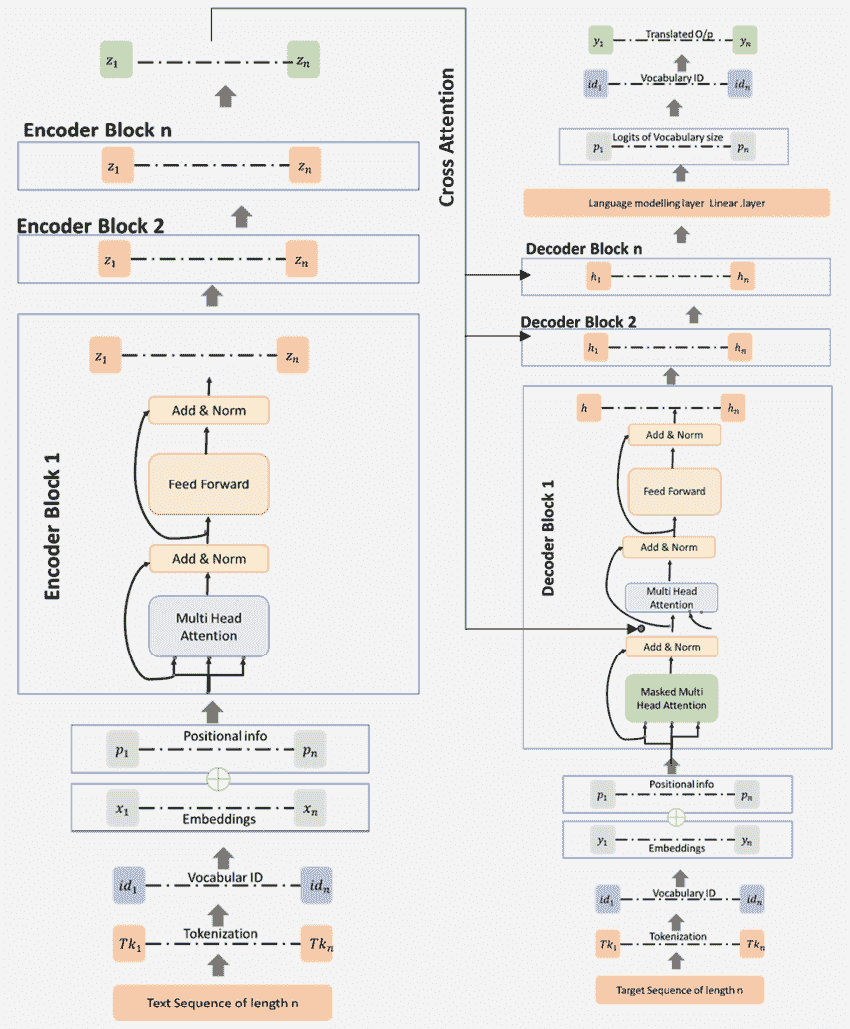 z1 zn
Encoder Block n
z1 zn
Encoder Block 2
z1 zn
z1 zn
Add & Norm
Feed Forward
Add & Norm
Multi Head
Attention
Encoder Block 1
Positional info
p1 pn
x1 xn
Embeddings
Vocabular ID
id1 idn
Tokenization
Tk1 Tkn
Text Sequence of length n
Cross Attention
Translated O/p
y1 yn
Vocabulary ID
id1 idn
Logits of Vocabulary size
p1 pn
Language modelling layer Linear .layer
Decoder Block n
h1 hn
Decoder Block 2
h1 hn
h hn
Add & Norm
Feed Forward
Add & Norm
Multi Head
Attention
Add & Norm
Masked Multi
Head Attention
Decoder Block 1
Positional info
p1 pn
y1 yn
Embeddings
Vocabulary ID
id1 idn
Tokenization
Tk1 Tkn
Target Sequence of length n